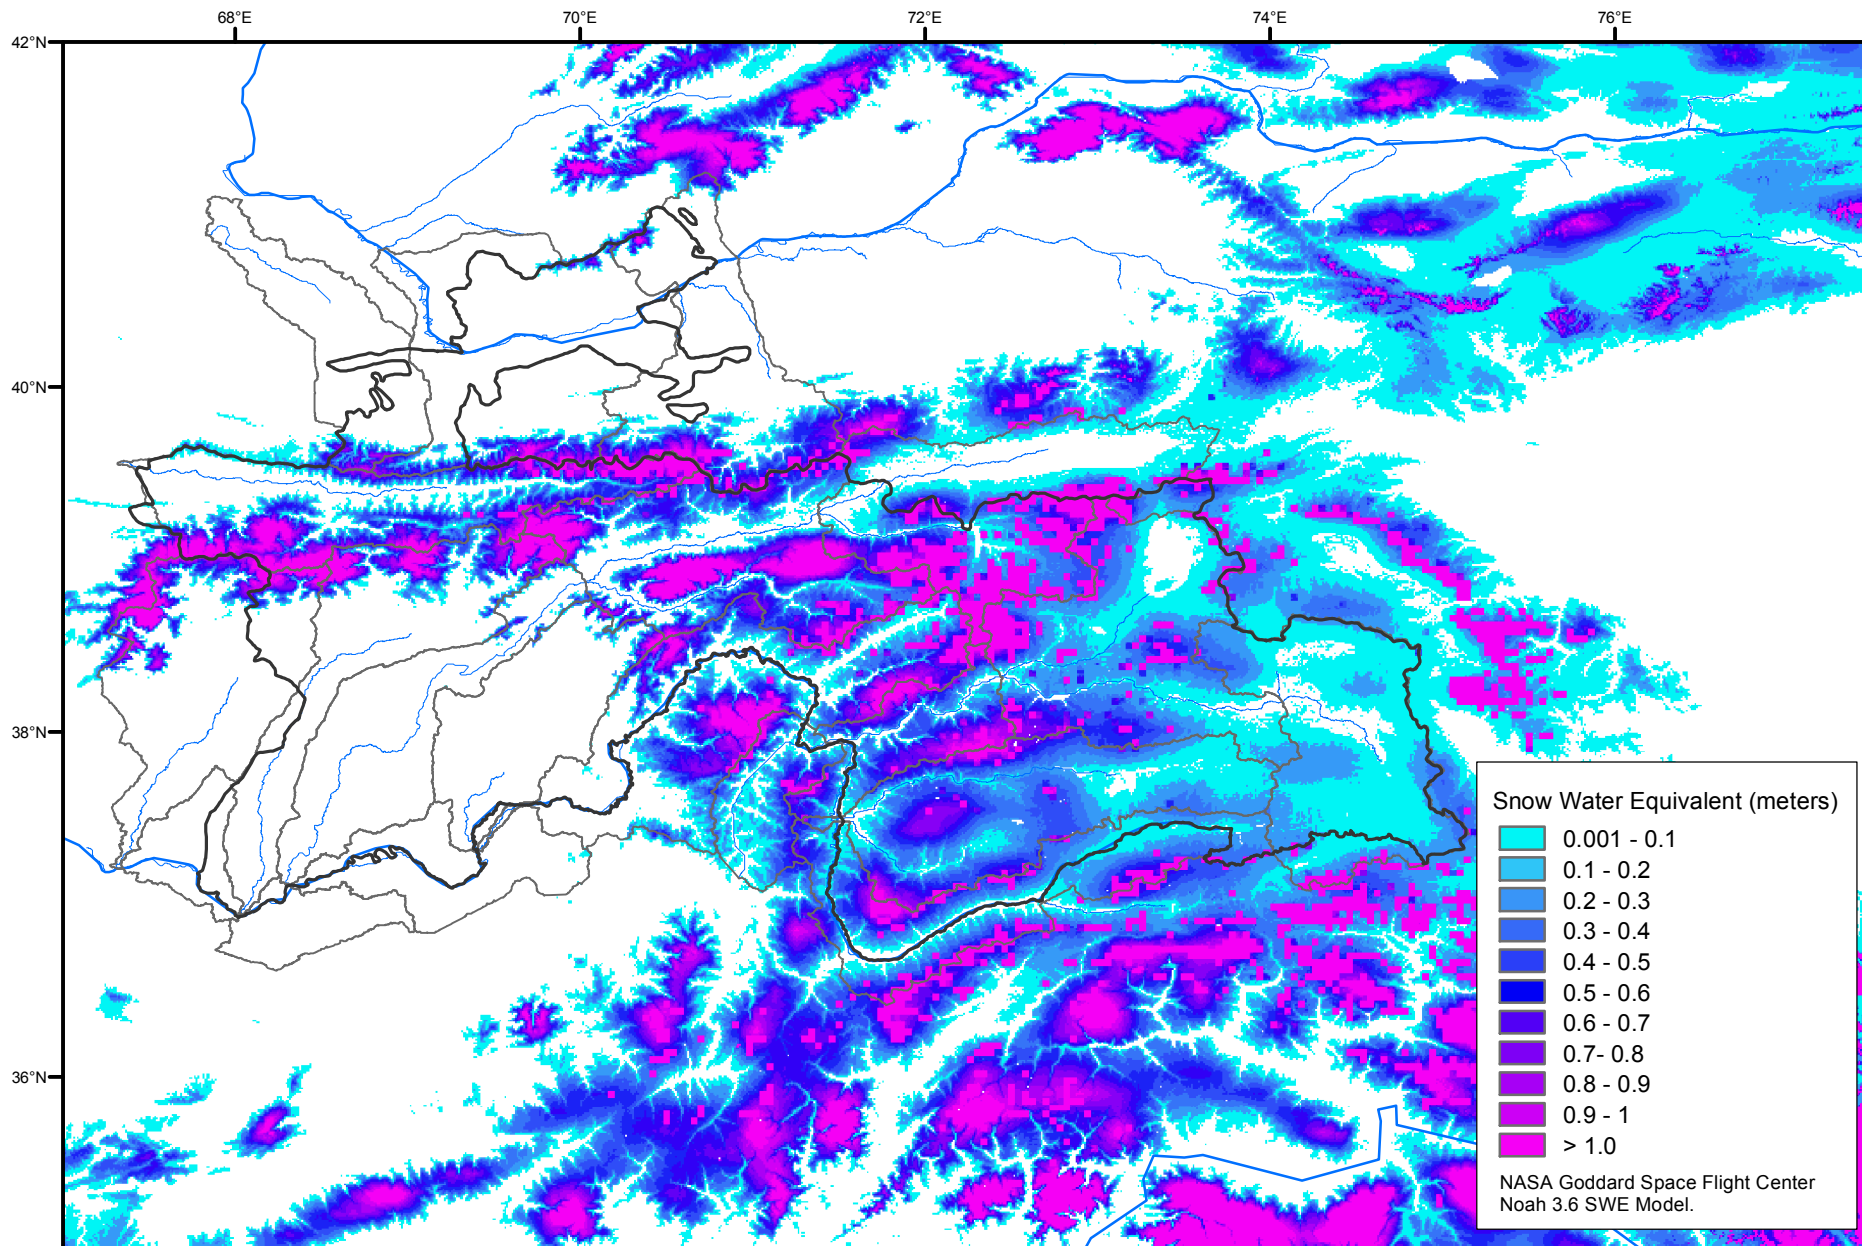 68°E 70°E 72°E 74°E 76°E
42°N
40°N
38°N
36°N
Snow Water Equivalent (meters)
0.001 - 0.1
0.1 - 0.2
0.2 - 0.3
0.3 - 0.4
0.4 - 0.5
0.5 - 0.6
0.6 - 0.7
0.7- 0.8
0.8 - 0.9
0.9 - 1
> 1.0
NASA Goddard Space Flight Center
Noah 3.6 SWE Model.